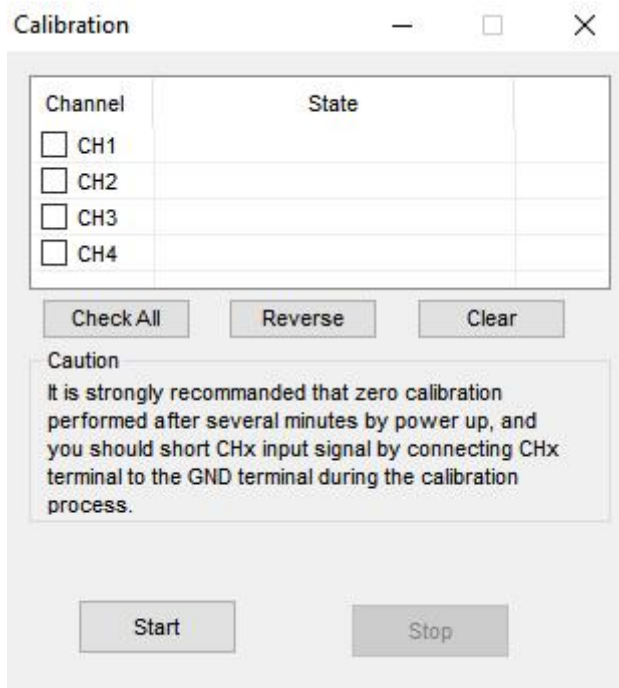 Calibration
Channel State
CH1
CH2
CH3
CH4
Check All Reverse Clear
Caution
It is strongly recommanded that zero calibration
performed after several minutes by power up, and
you should short CHx input signal by connecting CHx
terminal to the GND terminal during the calibration
process.
Start Stop